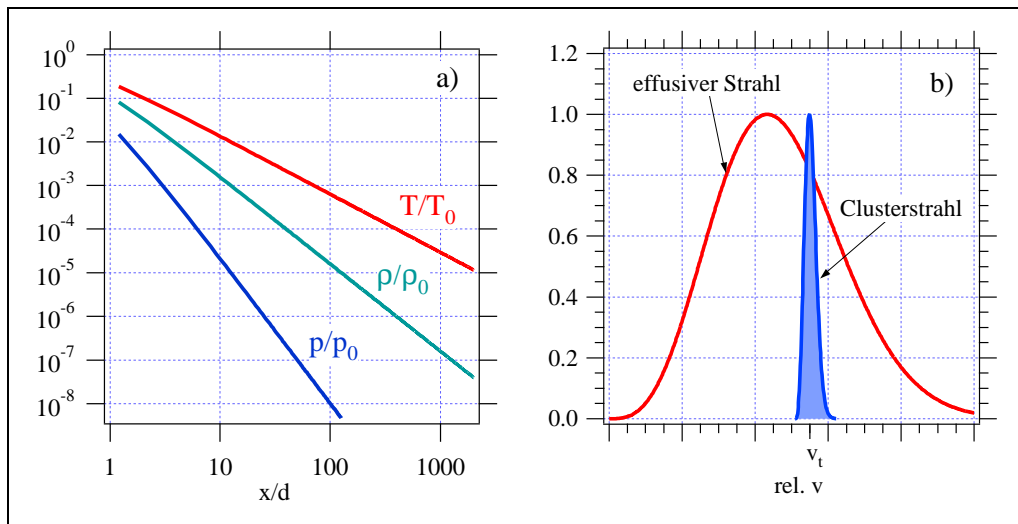 a)
10⁰
10⁻¹
10⁻²
10⁻³
10⁻⁴
10⁻⁵
10⁻⁶
10⁻⁷
10⁻⁸
T/T₀
ρ/ρ₀
p/p₀
1 10 100 1000
x/d
b)
1.2
1.0
0.8
0.6
0.4
0.2
0.0
effusiver Strahl
Clusterstrahl
vₜ
rel. v